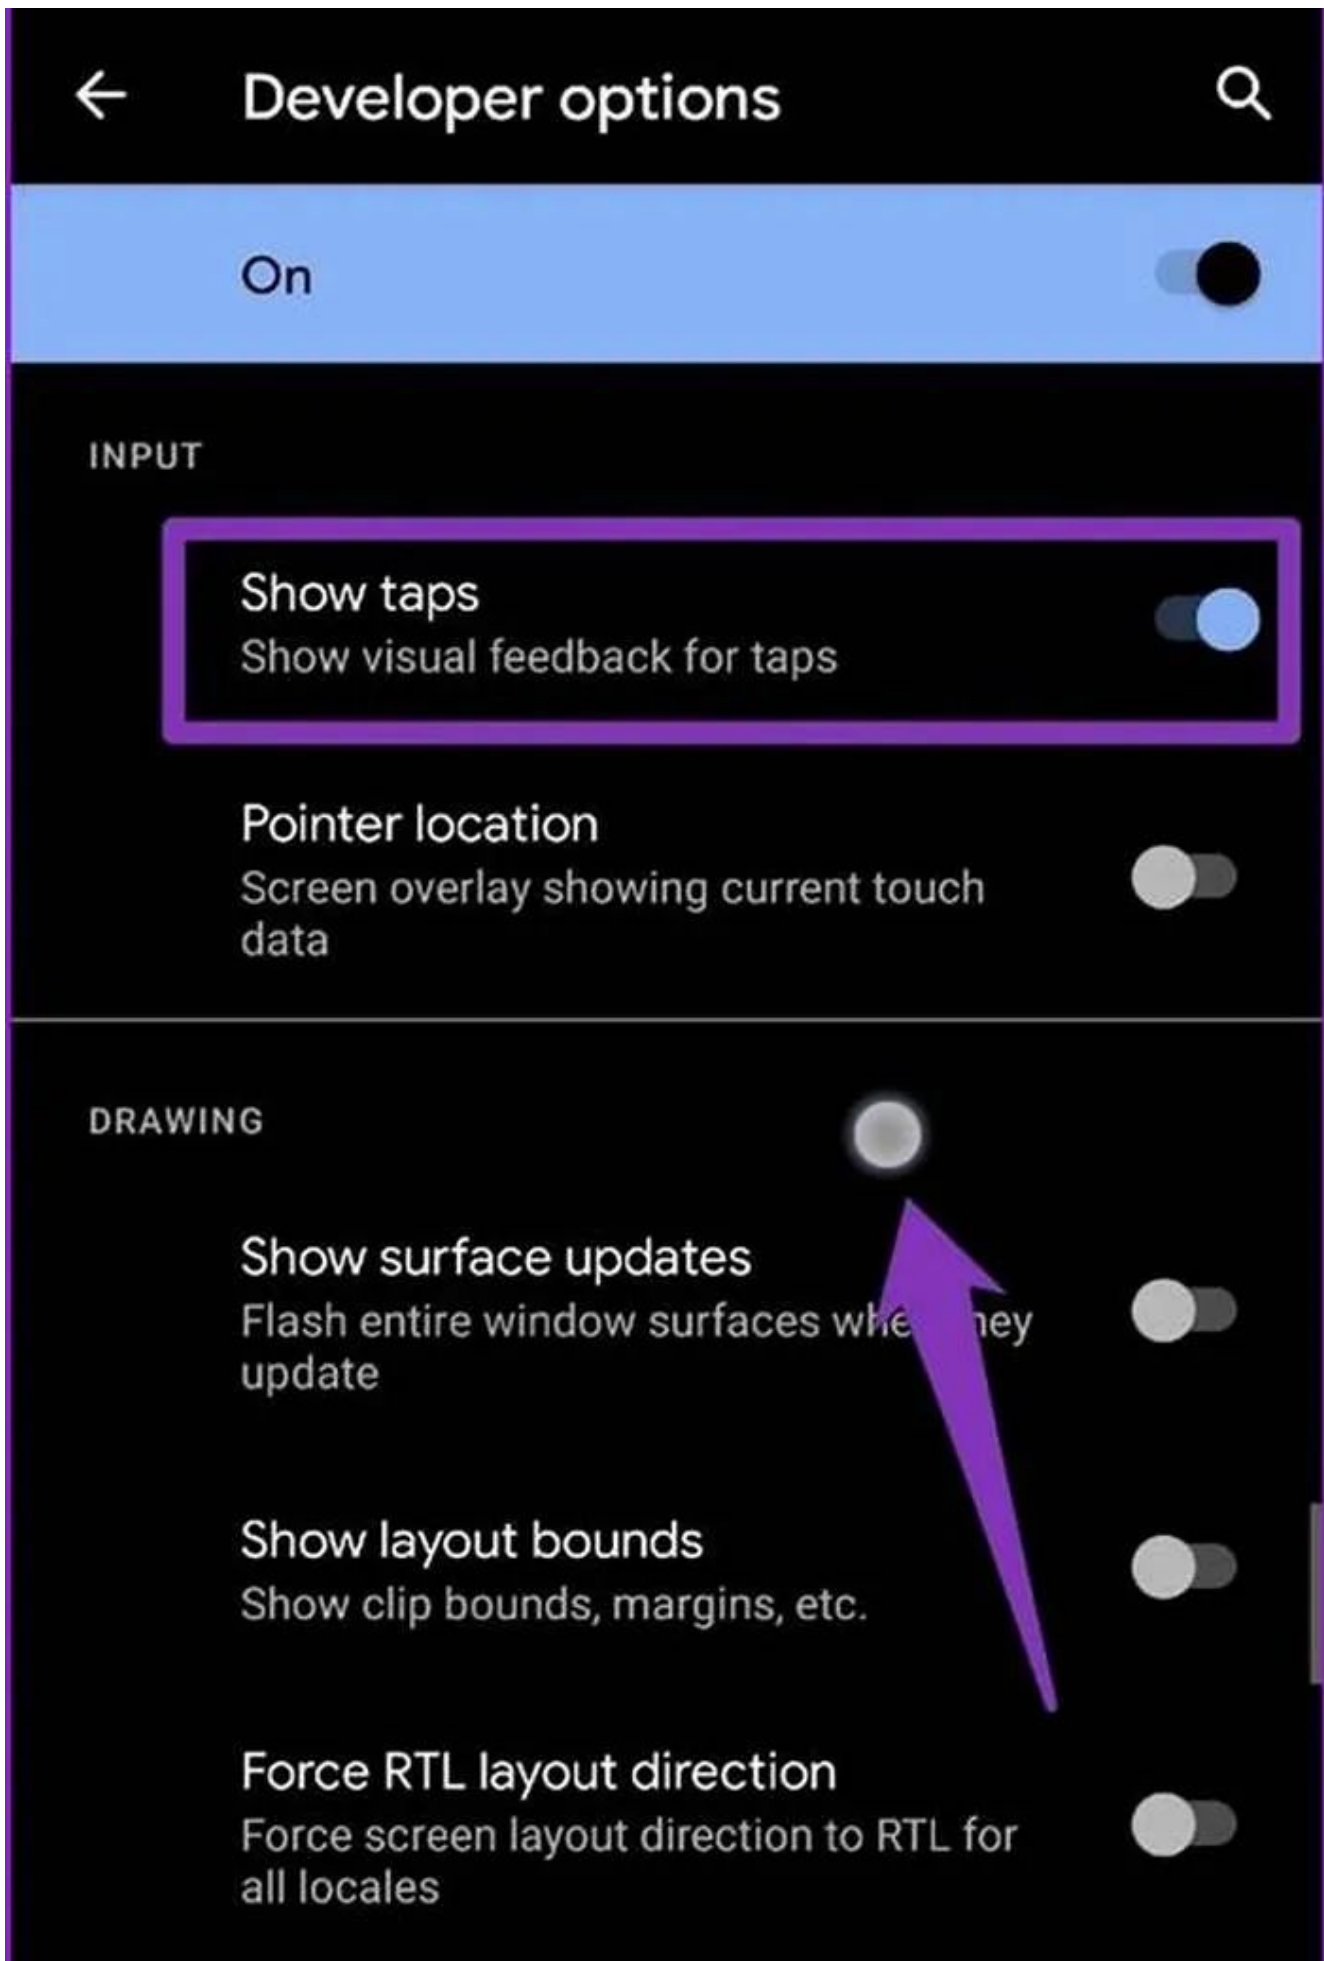 Developer options
On
INPUT
Show taps
Show visual feedback for taps
Pointer location
Screen overlay showing current touch
data
DRAWING
Show surface updates
Flash entire window surfaces
update
Show layout bounds
Show clip bounds, margins, etc.
Force RTL layout direction
Force screen layout direction to RTL for
all locales